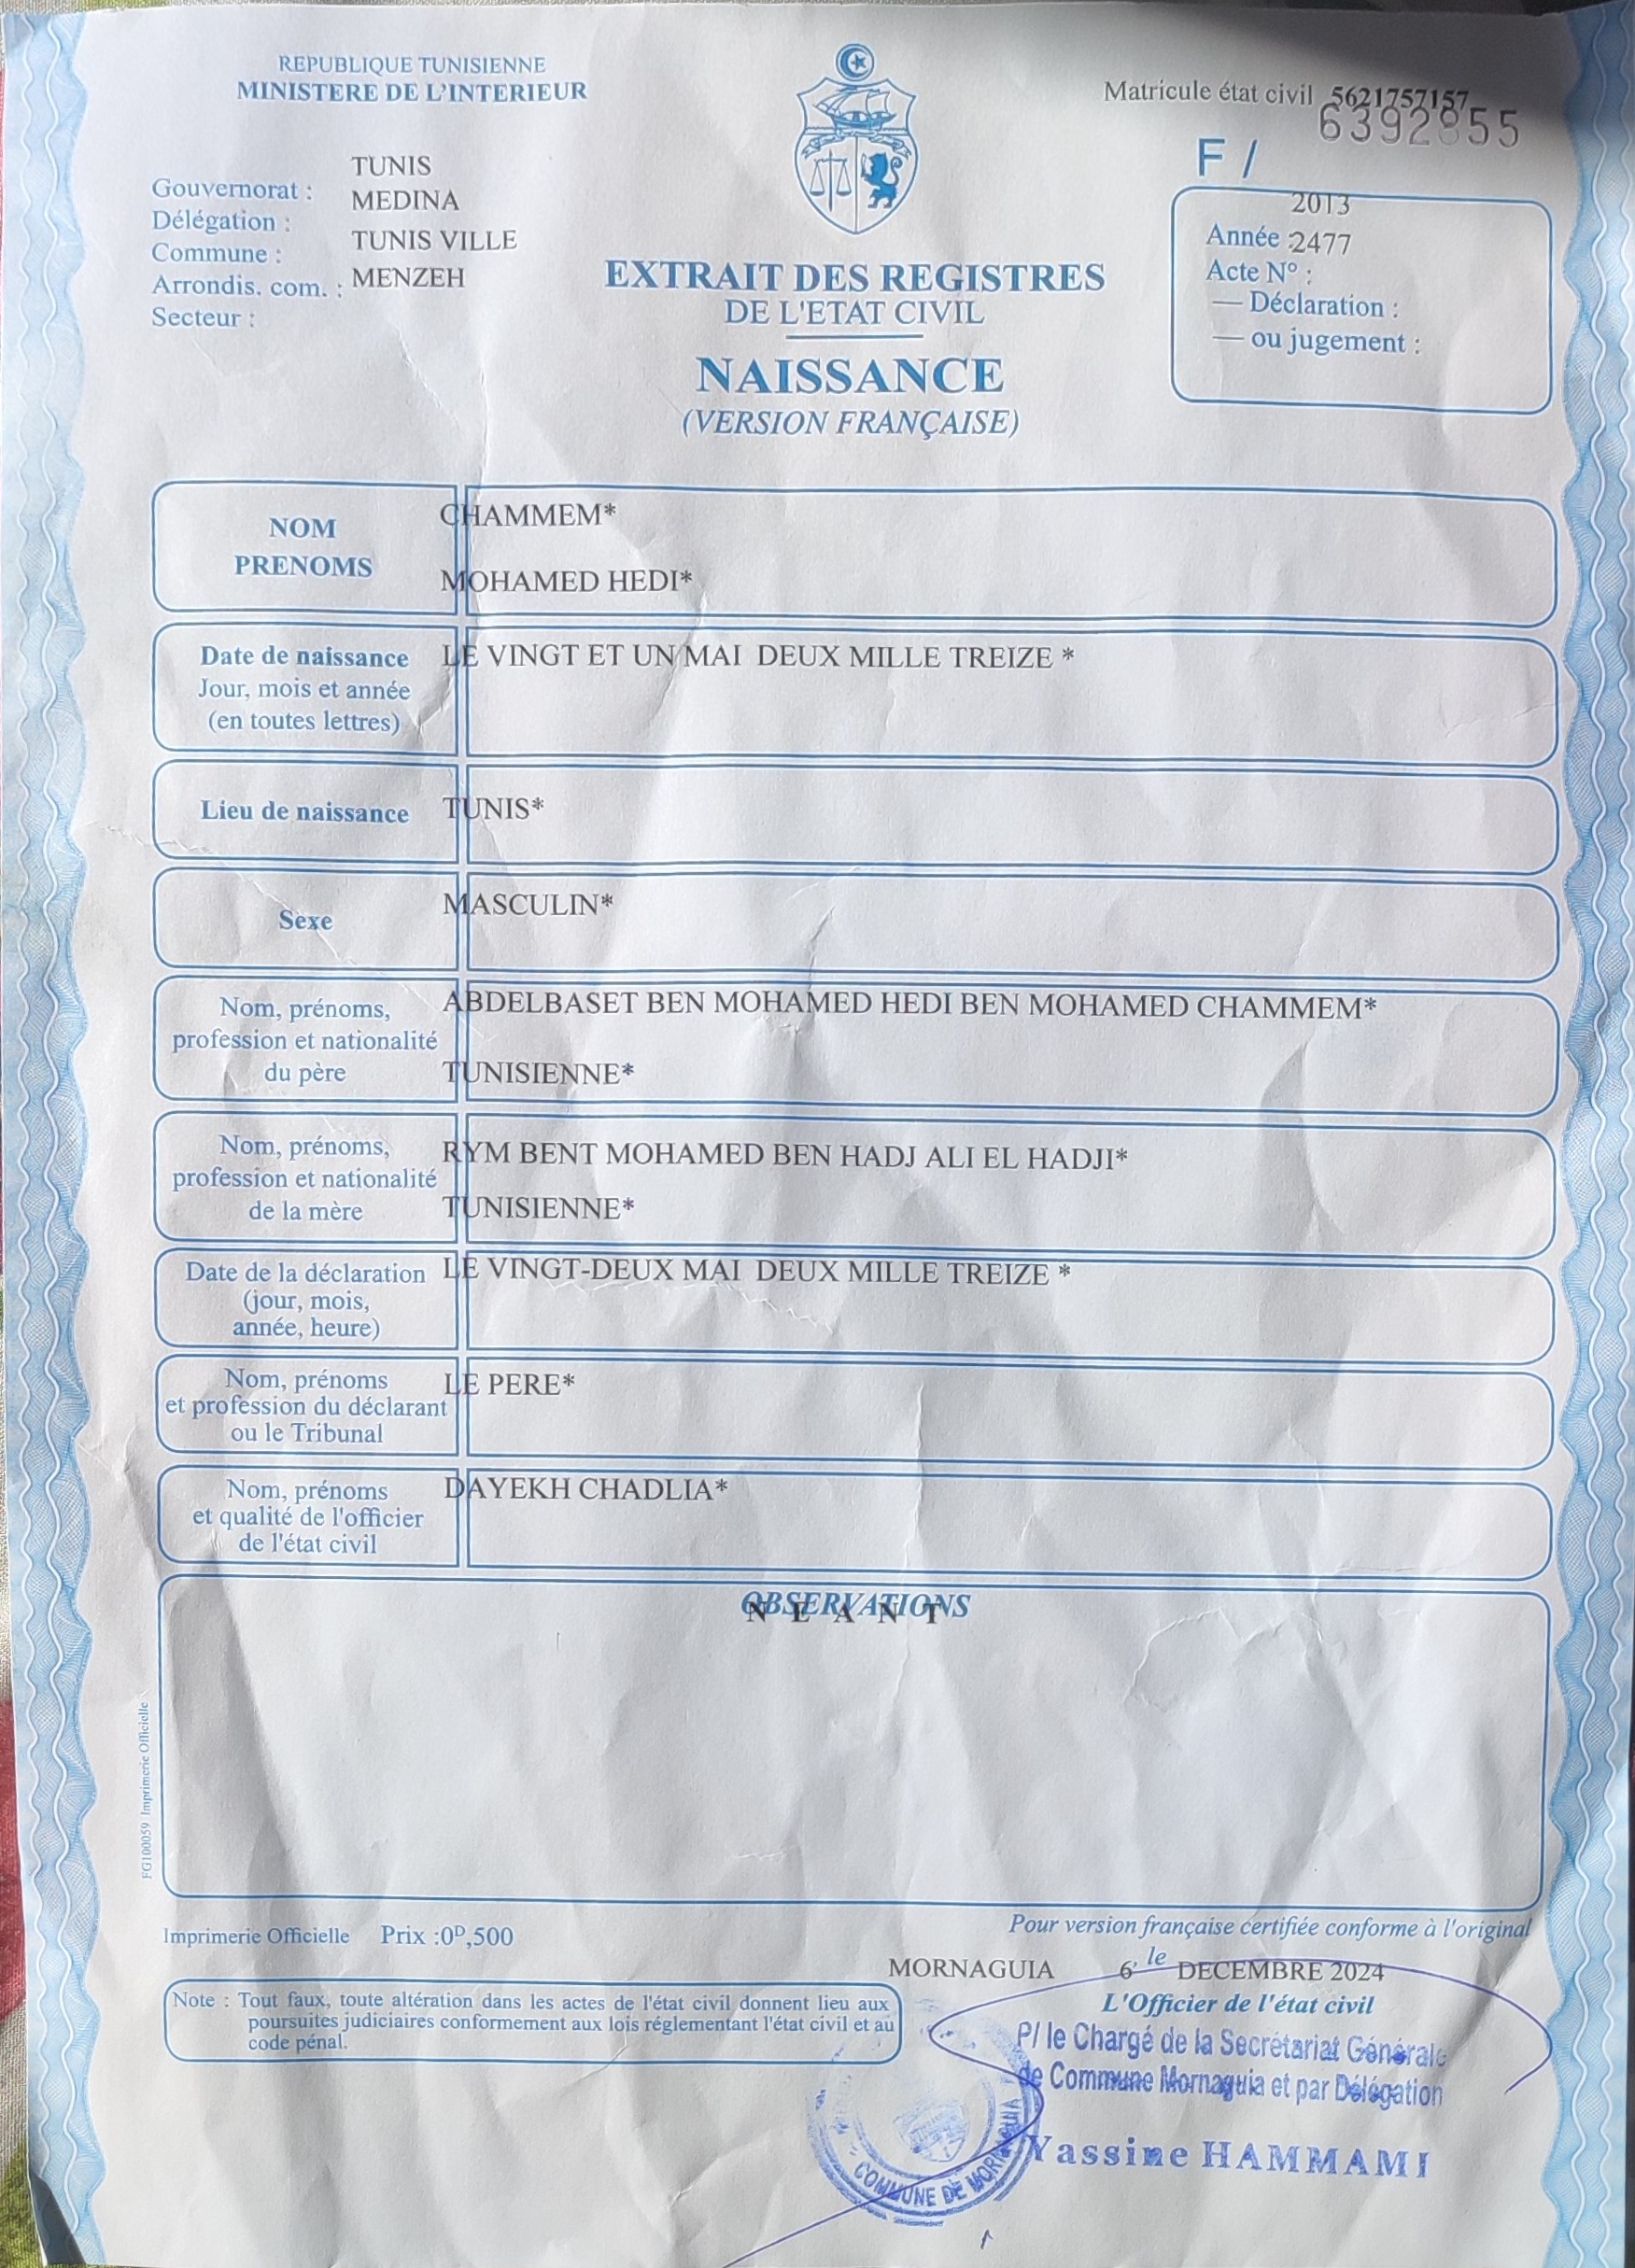 REPUBLIQUE TUNISIENNE
MINISTERE DE L'INTERIEUR
Matricule état civil 5621757157
6392855
F /
TUNIS
Gouvernorat :
MEDINA
Délégation :
TUNIS VILLE
Commune :
MENZEH
Arrondis. com. :
Secteur :
2013
Année :2477
Acte N° :
— Déclaration :
— ou jugement :
EXTRAIT DES REGISTRES
DE L'ETAT CIVIL
NAISSANCE
(VERSION FRANÇAISE)
NOM
CHAMMEM*
PRENOMS
MOHAMED HEDI*
Date de naissance
Jour, mois et année
(en toutes lettres)
LE VINGT ET UN MAI DEUX MILLE TREIZE *
Lieu de naissance
TUNIS*
Sexe
MASCULIN*
Nom, prénoms,
profession et nationalité
du père
ABDELBASET BEN MOHAMED HEDI BEN MOHAMED CHAMMEM*
TUNISIENNE*
Nom, prénoms,
profession et nationalité
de la mère
RYM BENT MOHAMED BEN HADJ ALI EL HADJI*
TUNISIENNE*
Date de la déclaration
(jour, mois,
année, heure)
LE VINGT-DEUX MAI DEUX MILLE TREIZE *
Nom, prénoms
et profession du déclarant
ou le Tribunal
LE PERE*
Nom, prénoms
et qualité de l'officier
de l'état civil
DAYEKH CHADLIA*
OBSERVATIONS
N E A N T
FG100059 Imprimerie Officielle
Imprimerie Officielle Prix :0ᴰ,500
Pour version française certifiée conforme à l'original
MORNAGUIA 6 le DECEMBRE 2024
L'Officier de l'état civil
Note : Tout faux, toute altération dans les actes de l'état civil donnent lieu aux
poursuites judiciaires conformement aux lois réglementant l'état civil et au
code pénal.
P/ le Chargé de la Secrétariat Générale
de Commune Mornaguia et par Délégation
Yassine HAMMAMI
COMMUNE DE MORNAGUIA